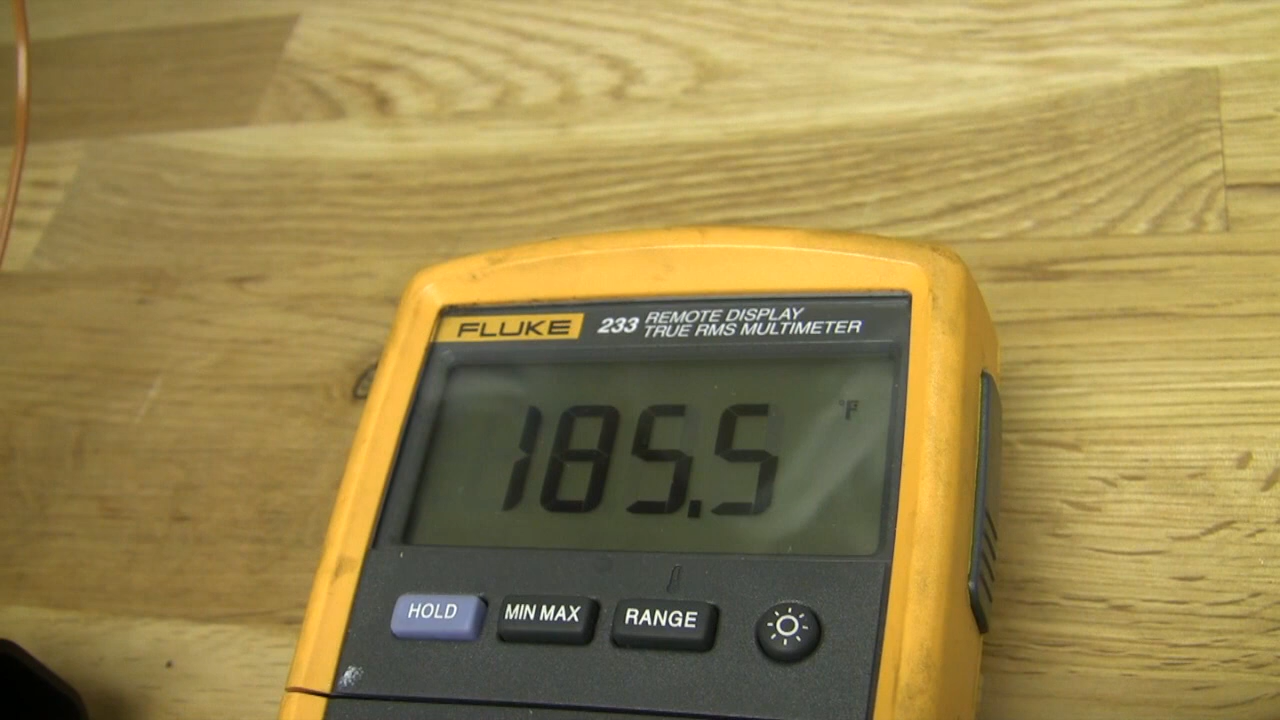 FLUKE 233 REMOTE DISPLAY
TRUE RMS MULTIMETER
185.5 °F
HOLD MIN MAX RANGE